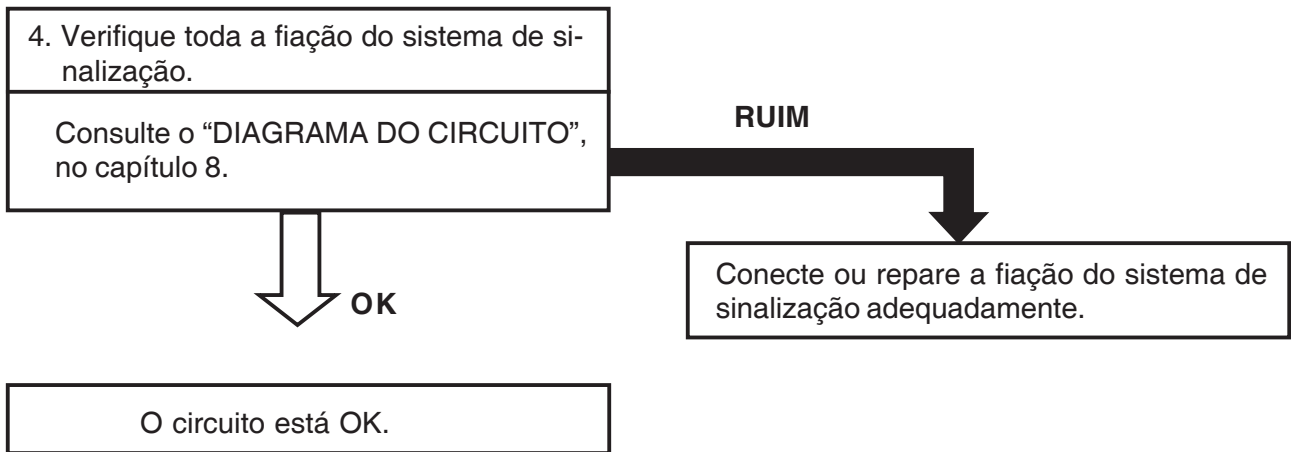 4. Verifique toda a fiação do sistema de si-
nalização.
Consulte o “DIAGRAMA DO CIRCUITO”,
no capítulo 8.
RUIM
Conecte ou repare a fiação do sistema de
sinalização adequadamente.
OK
O circuito está OK.